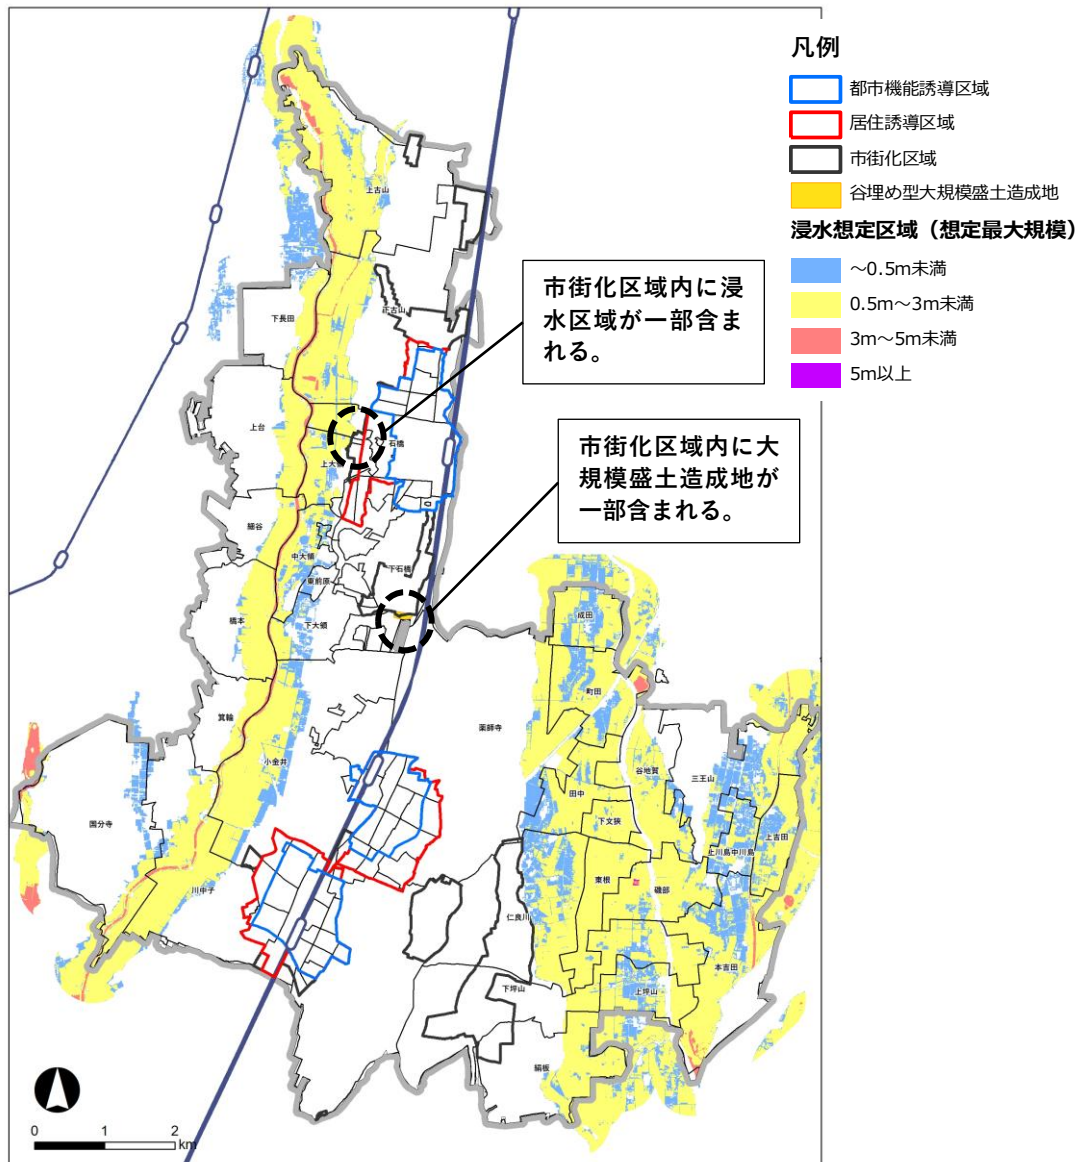 凡例
都市機能誘導区域
居住誘導区域
市街化区域
谷埋め型大規模盛土造成地
浸水想定区域（想定最大規模）
～0.5m未満
0.5m～3m未満
3m～5m未満
5m以上
市街化区域内に浸
水区域が一部含ま
れる。
市街化区域内に大
規模盛土造成地が
一部含まれる。
上古山
下長田
正古山
上台
石橋
上大領
細谷
中大領
東前原
下石橋
橋本
下大領
成田
町田
箕輪
薬師寺
小金井
谷地賀
三王山
田中
国分寺
下文狭
上吉田
上川島
中川島
東根
磯部
川中子
仁良川
本吉田
下坪山
上坪山
絹板
0 1 2
km